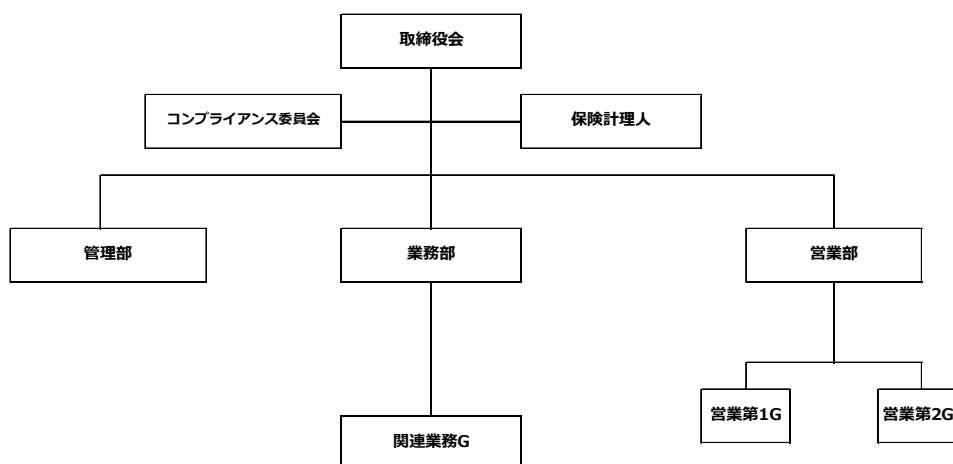 取締役会
コンプライアンス委員会
保険計理人
管理部
業務部
営業部
営業第1G
営業第2G
関連業務G